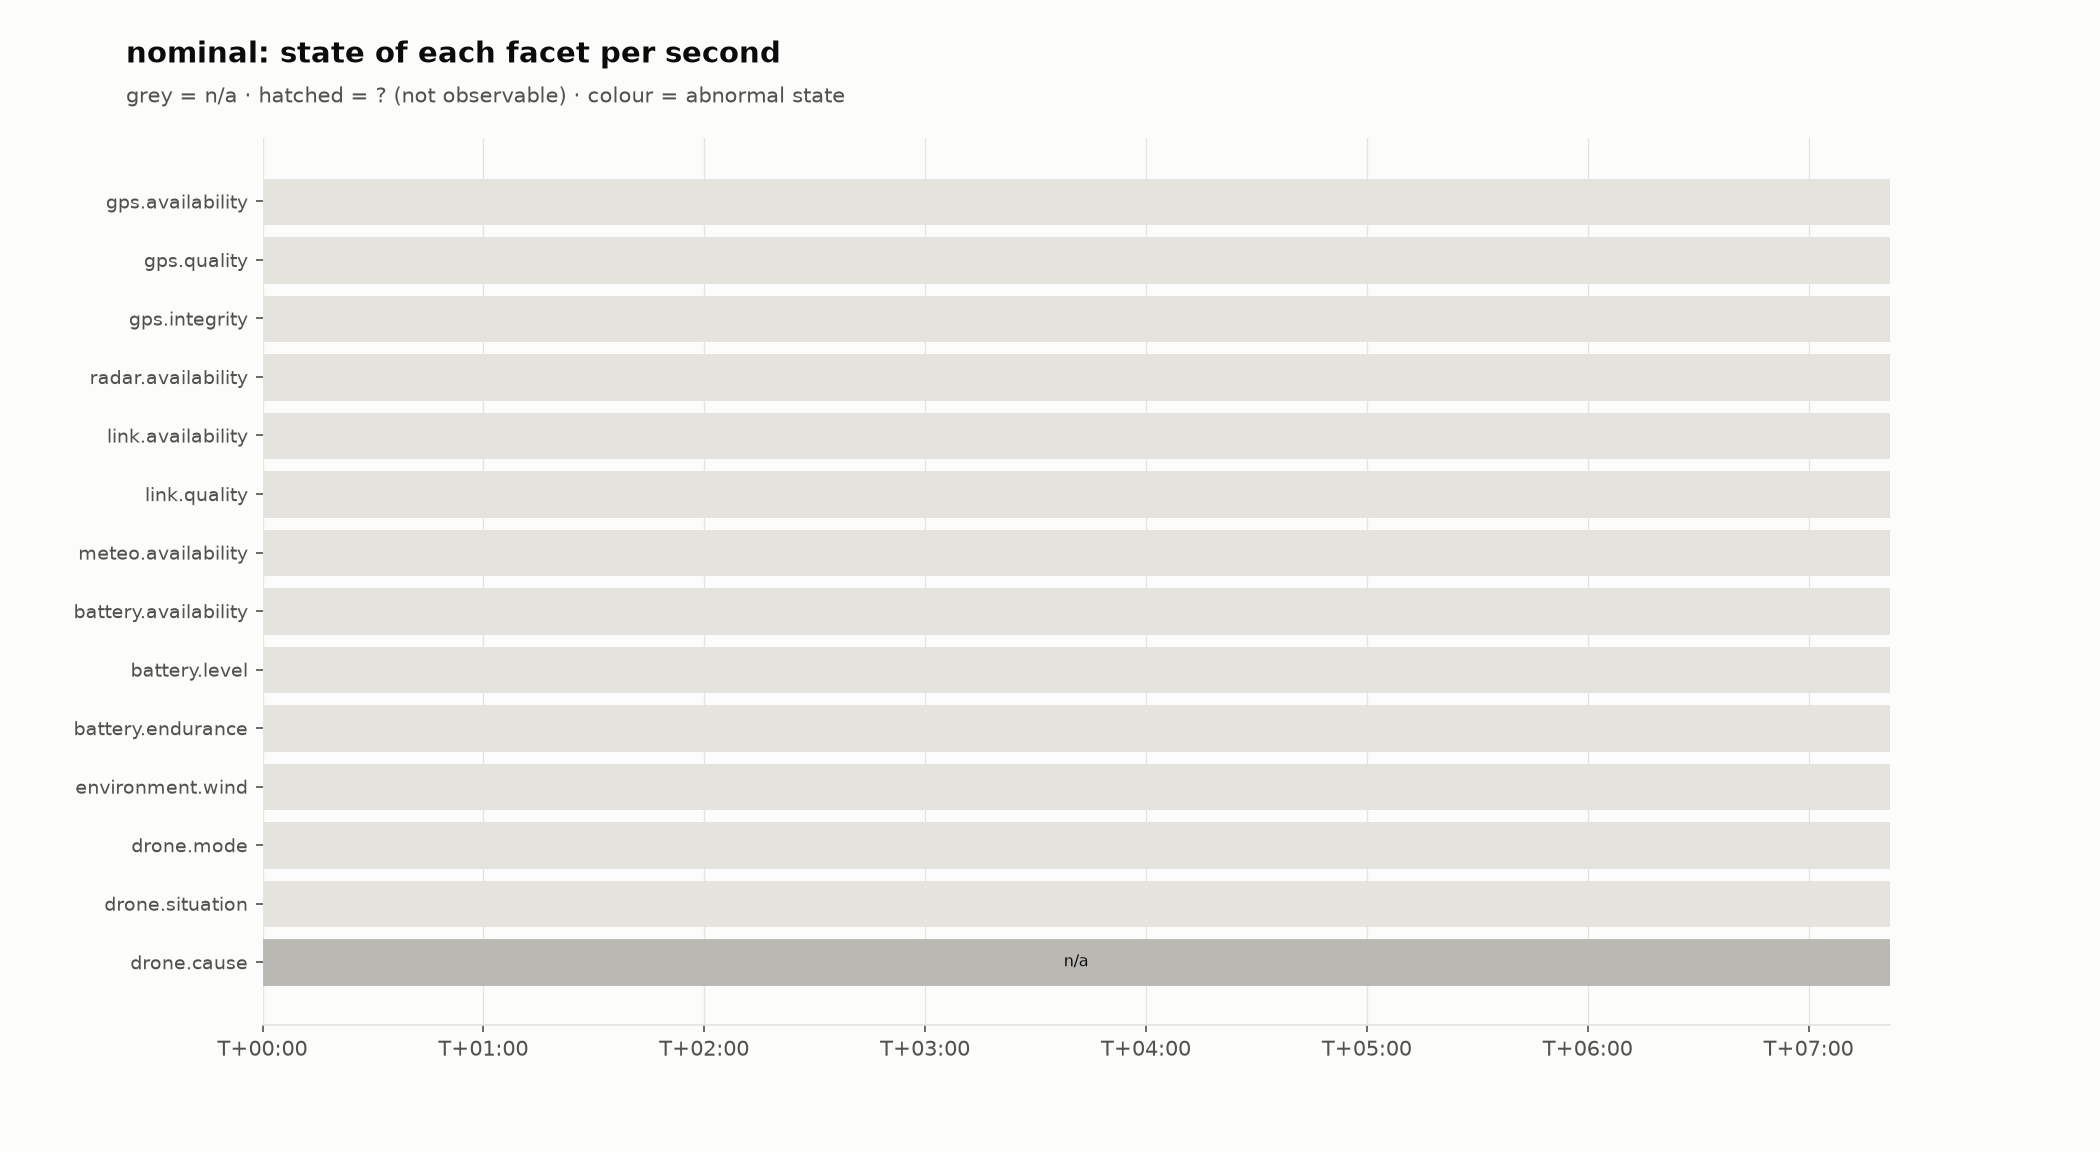 nominal: state of each facet per second
grey = n/a · hatched = ? (not observable) · colour = abnormal state
gps.availability
gps.quality
gps.integrity
radar.availability
link.availability
link.quality
meteo.availability
battery.availability
battery.level
battery.endurance
environment.wind
drone.mode
drone.situation
drone.cause
n/a
T+00:00
T+01:00
T+02:00
T+03:00
T+04:00
T+05:00
T+06:00
T+07:00